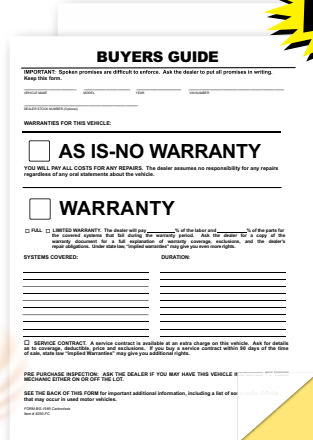 BUYERS GUIDE
IMPORTANT: Spoken promises are difficult to enforce. Ask the dealer to put all promises in writing.
Keep this form.
VEHICLE MAKE MODEL YEAR VIN NUMBER
DEALER STOCK NUMBER (Optional)
WARRANTIES FOR THIS VEHICLE:
AS IS-NO WARRANTY
YOU WILL PAY ALL COSTS FOR ANY REPAIRS. The dealer assumes no responsibility for any repairs
regardless of any oral statements about the vehicle.
WARRANTY
FULL LIMITED WARRANTY. The dealer will pay % of the labor and % of the parts for
the covered systems that fail during the warranty period. Ask the dealer for a copy of the
warranty document for a full explanation of warranty coverage, exclusions, and the dealer's
repair obligations. Under state law, "implied warranties" may give you even more rights.
SYSTEMS COVERED: DURATION:
SERVICE CONTRACT. A service contract is available at an extra charge on this vehicle. Ask for details
as to coverage, deductible, price and exclusions. If you buy a service contract within 90 days of the time
of sale, state law "implied Warranties" may give you additional rights.
PRE PURCHASE INSPECTION: ASK THE DEALER IF YOU MAY HAVE THIS VEHICLE
MECHANIC EITHER ON OR OFF THE LOT.
SEE THE BACK OF THIS FORM for important additional information, including a list of
that may occur in used motor vehicles.